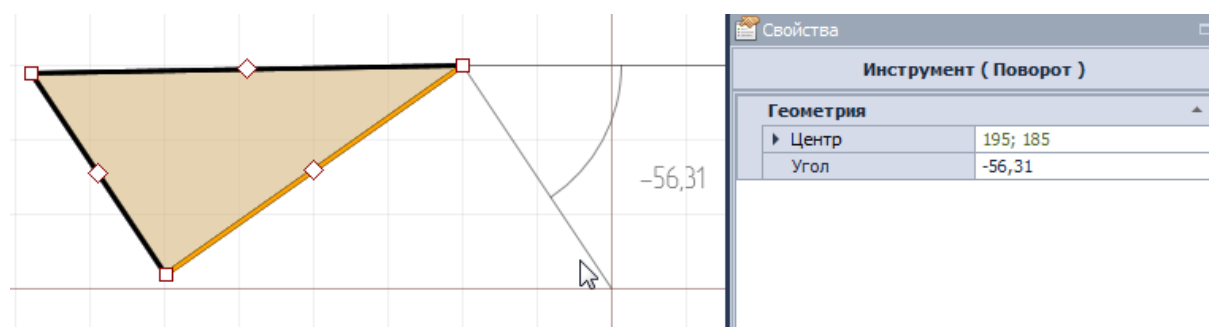 Свойства
Инструмент ( Поворот )
Геометрия
Центр 195; 185
Угол -56,31
−56,31